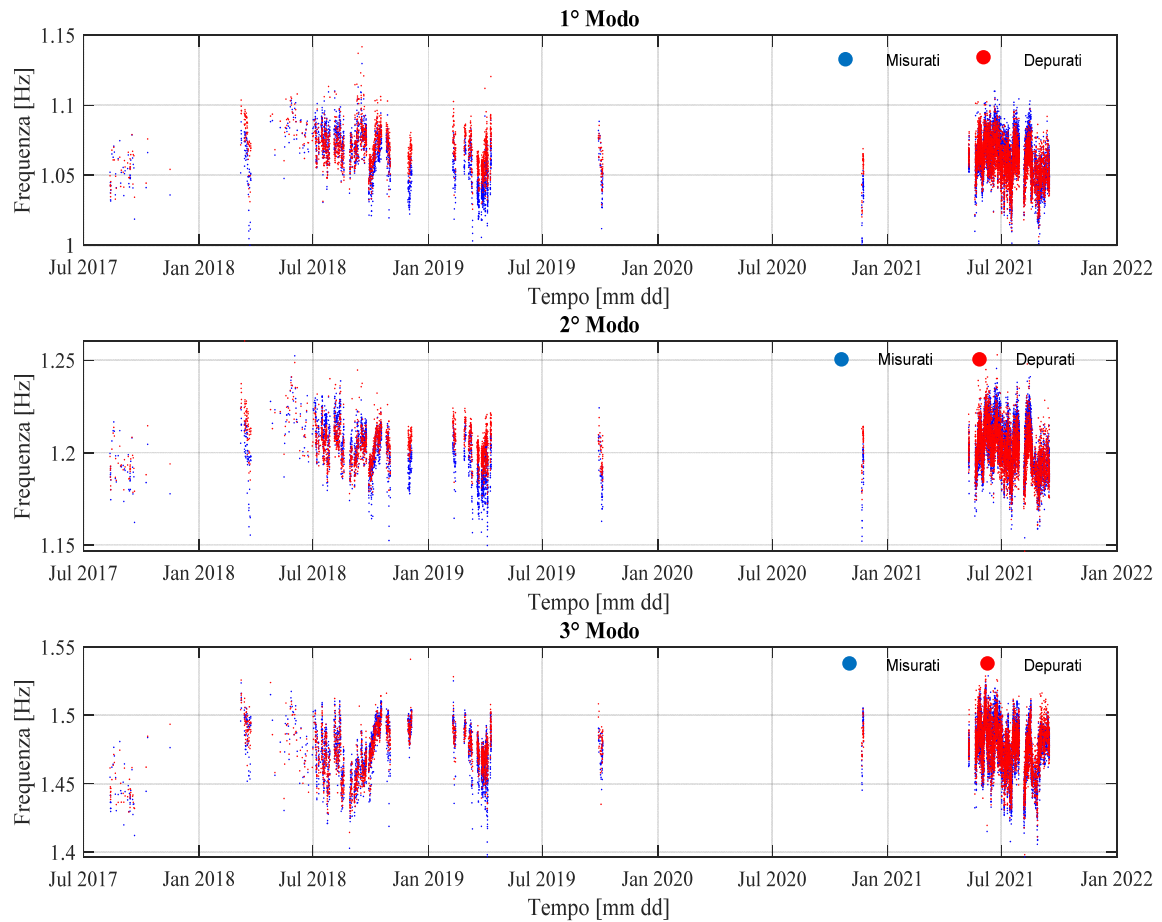 1° Modo
1.15
1.1
1.05
1
Frequenza [Hz]
Misurati Depurati
Jul 2017 Jan 2018 Jul 2018 Jan 2019 Jul 2019 Jan 2020 Jul 2020 Jan 2021 Jul 2021 Jan 2022
Tempo [mm dd]
2° Modo
1.25
1.2
1.15
Frequenza [Hz]
Misurati Depurati
Jul 2017 Jan 2018 Jul 2018 Jan 2019 Jul 2019 Jan 2020 Jul 2020 Jan 2021 Jul 2021 Jan 2022
Tempo [mm dd]
3° Modo
1.55
1.5
1.45
1.4
Frequenza [Hz]
Misurati Depurati
Jul 2017 Jan 2018 Jul 2018 Jan 2019 Jul 2019 Jan 2020 Jul 2020 Jan 2021 Jul 2021 Jan 2022
Tempo [mm dd]